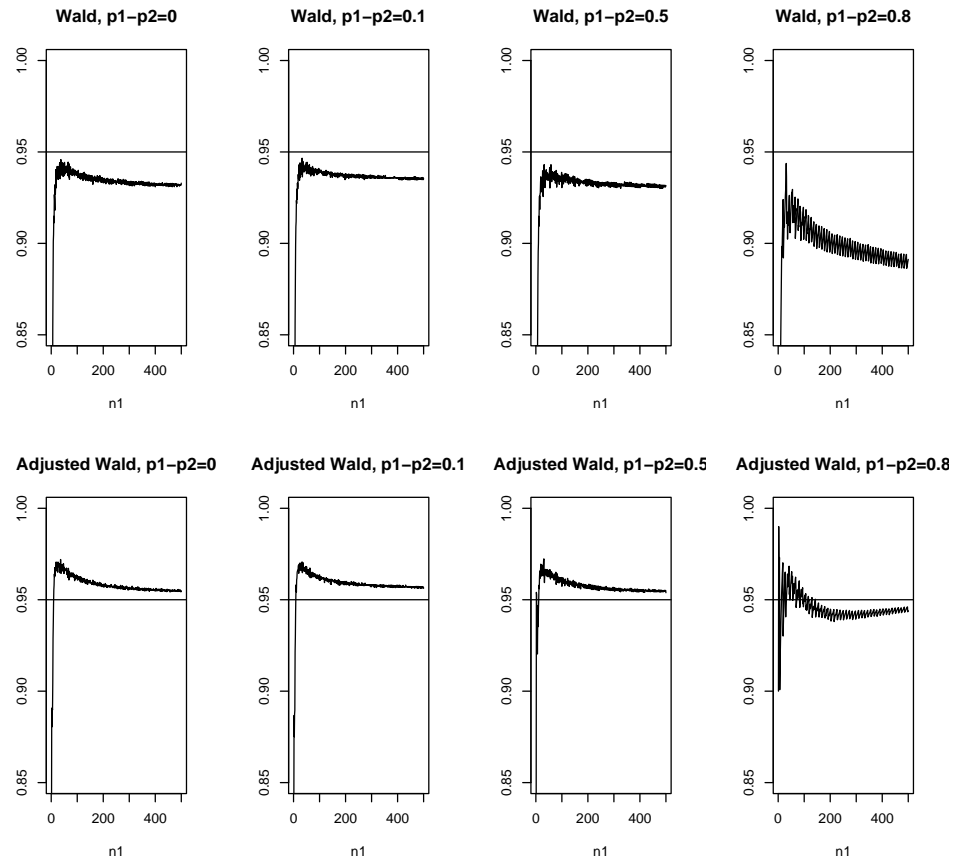 Wald, p1−p2=0
Wald, p1−p2=0.1
Wald, p1−p2=0.5
Wald, p1−p2=0.8
0.85 0.90 0.95 1.00
0.85 0.90 0.95 1.00
0.85 0.90 0.95 1.00
0.85 0.90 0.95 1.00
0 200 400
0 200 400
0 200 400
0 200 400
n1
n1
n1
n1
Adjusted Wald, p1−p2=0
Adjusted Wald, p1−p2=0.1
Adjusted Wald, p1−p2=0.5
Adjusted Wald, p1−p2=0.8
0.85 0.90 0.95 1.00
0.85 0.90 0.95 1.00
0.85 0.90 0.95 1.00
0.85 0.90 0.95 1.00
0 200 400
0 200 400
0 200 400
0 200 400
n1
n1
n1
n1